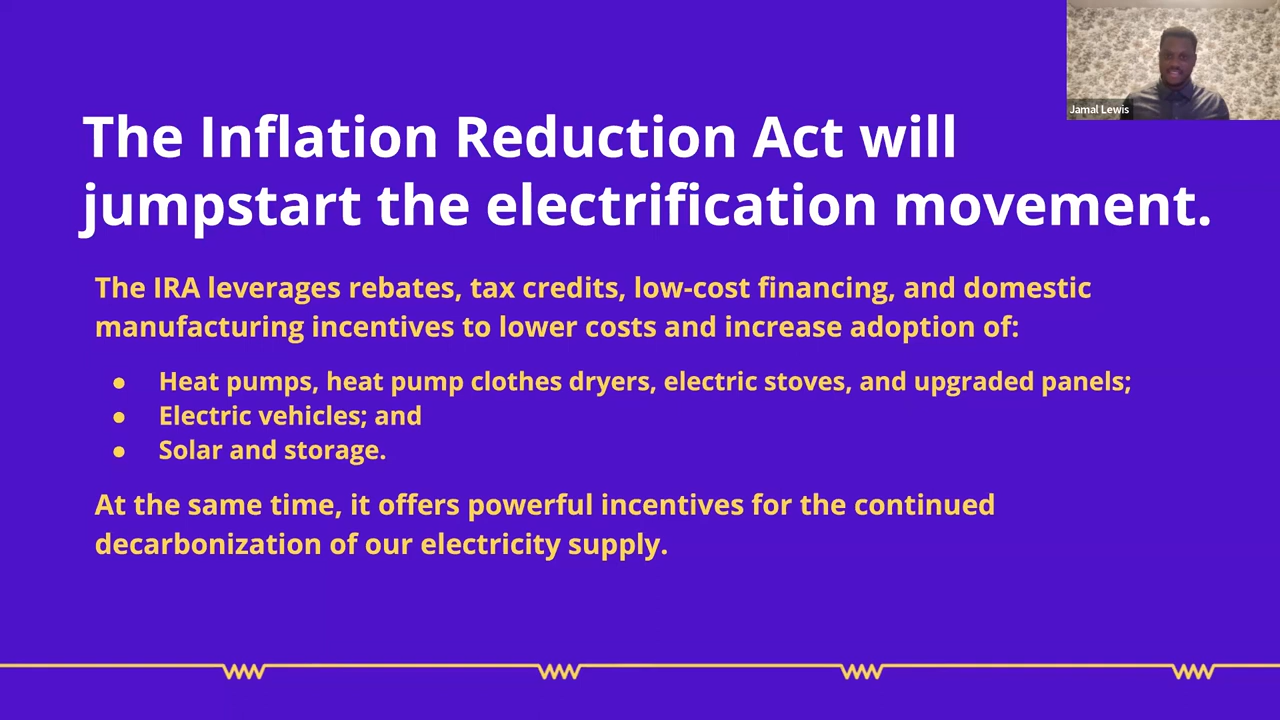 Jamal Lewis
The Inflation Reduction Act will
jumpstart the electrification movement.
The IRA leverages rebates, tax credits, low-cost financing, and domestic
manufacturing incentives to lower costs and increase adoption of:
● Heat pumps, heat pump clothes dryers, electric stoves, and upgraded panels;
● Electric vehicles; and
● Solar and storage.
At the same time, it offers powerful incentives for the continued
decarbonization of our electricity supply.